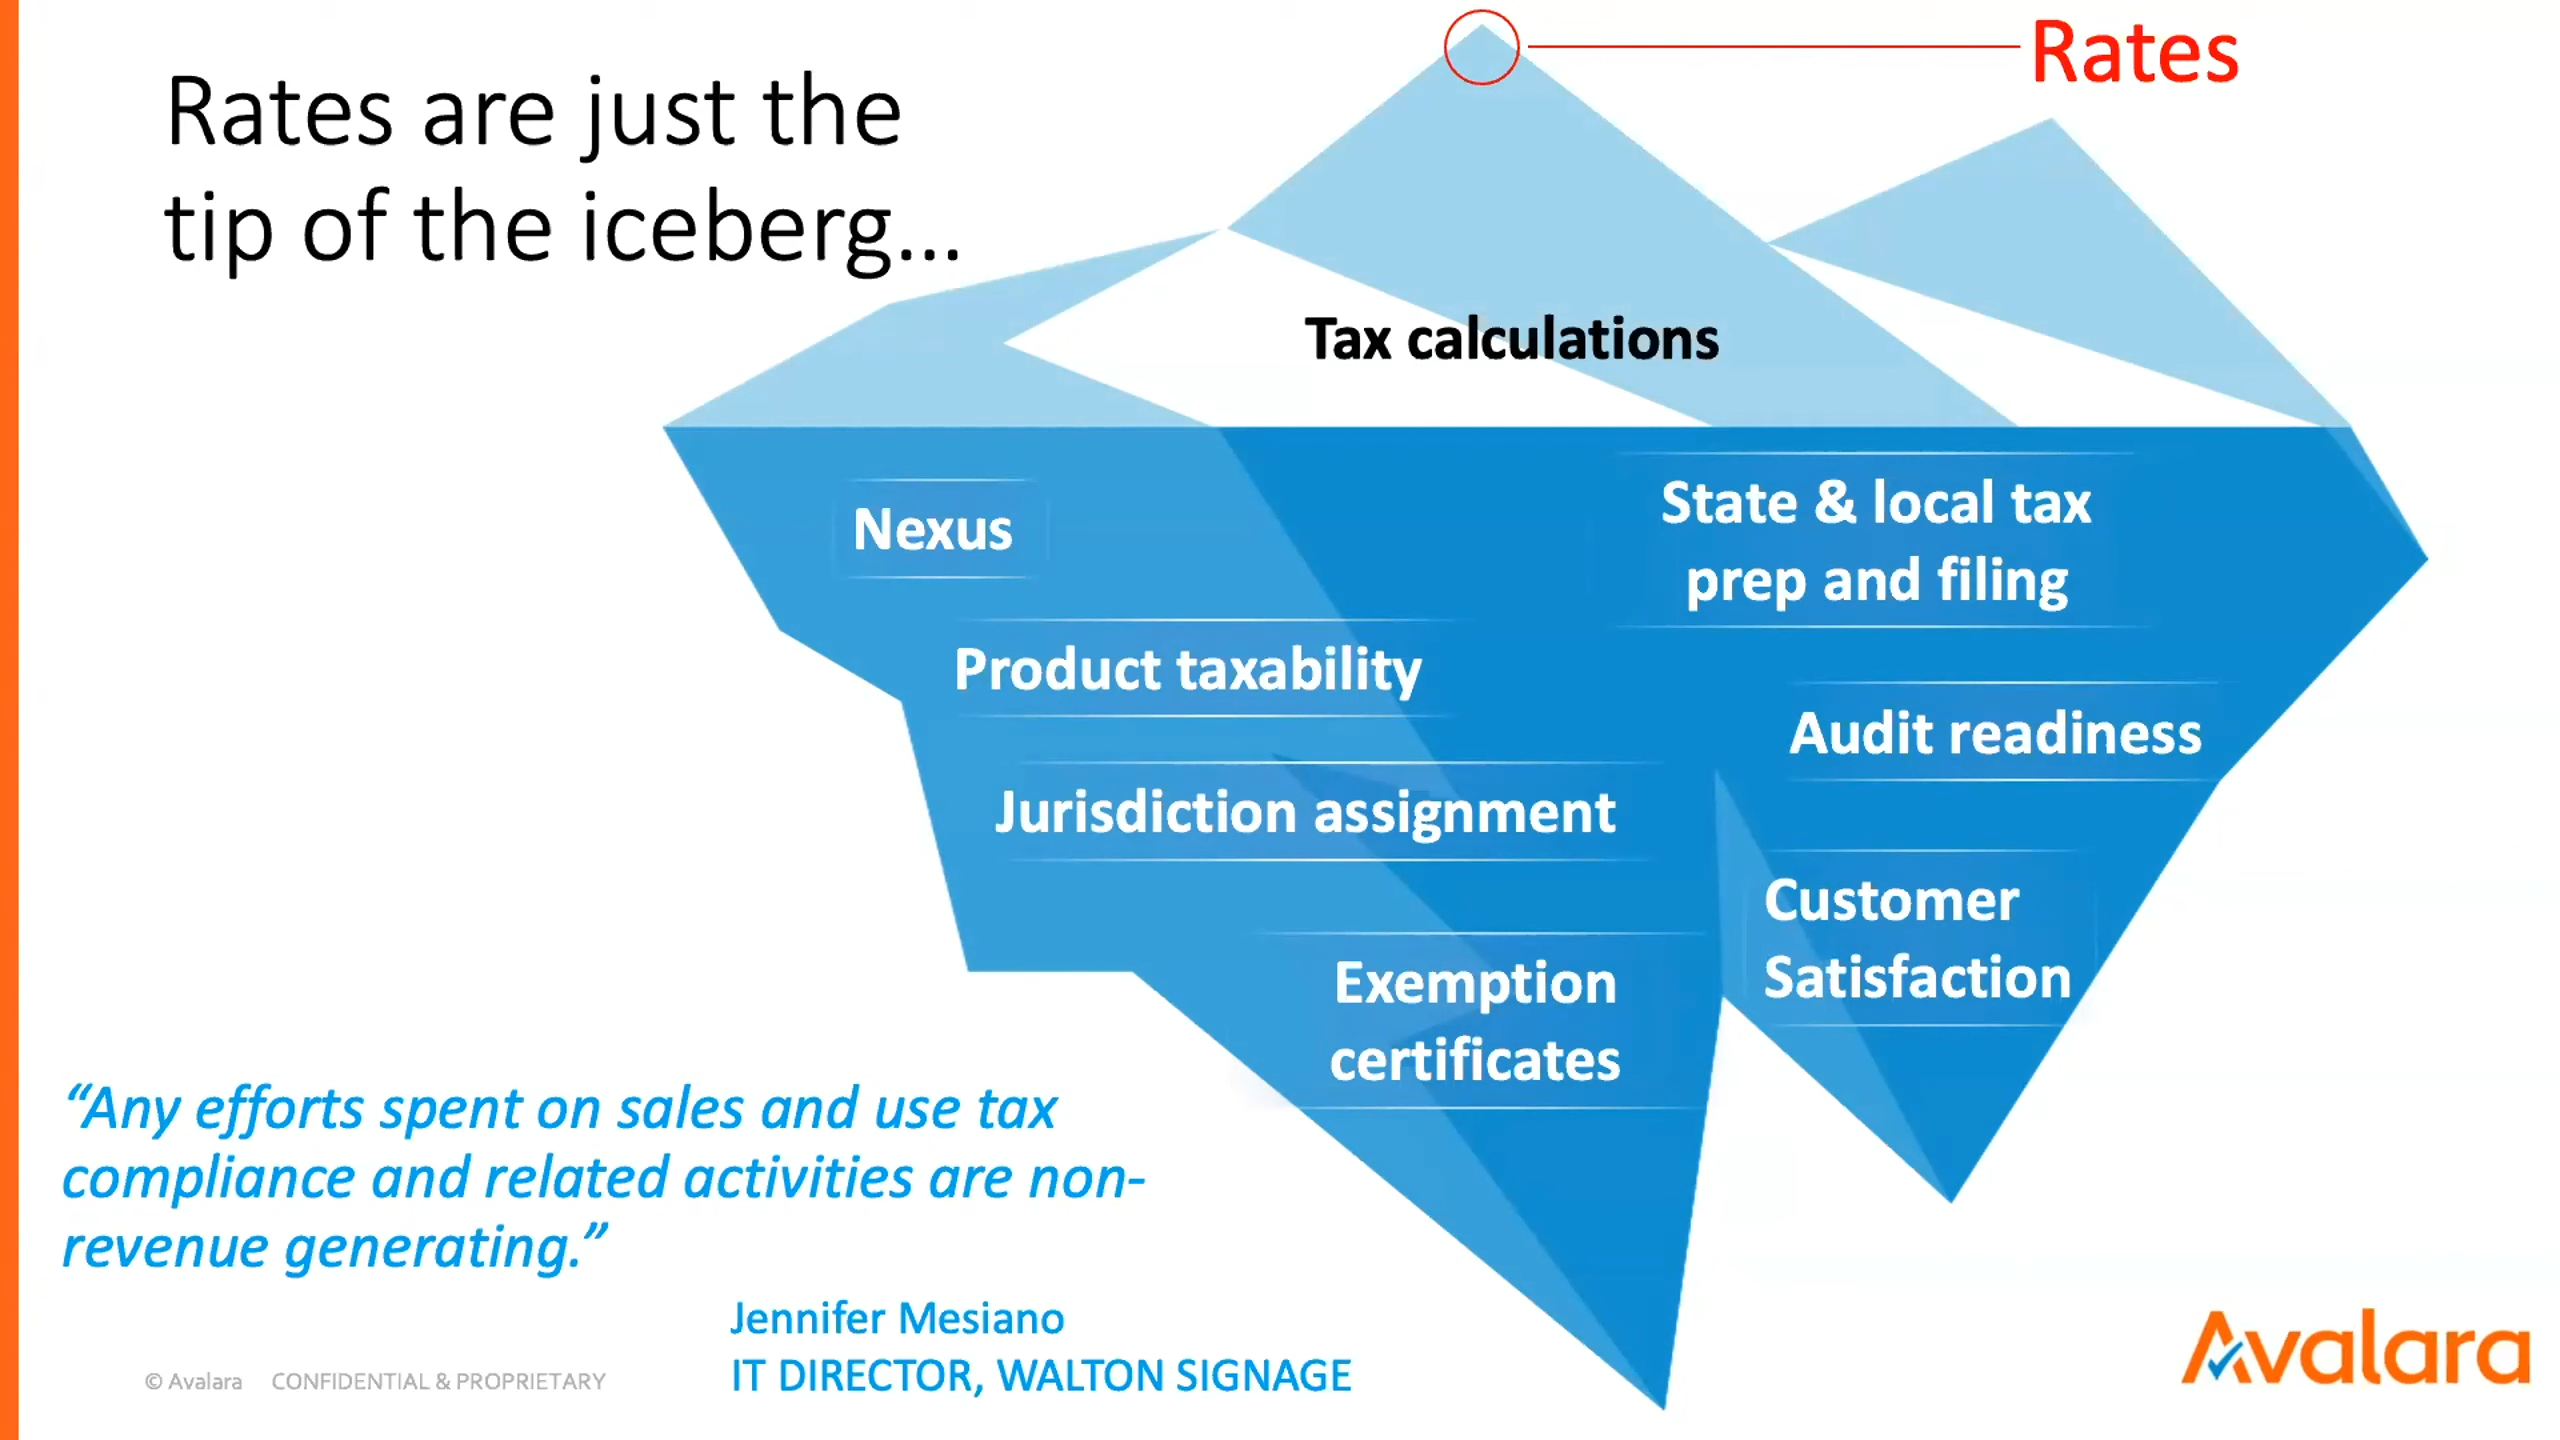 Rates
Rates are just the
tip of the iceberg...
Tax calculations
Nexus
State & local tax
prep and filing
Product taxability
Audit readiness
Jurisdiction assignment
Customer
Satisfaction
Exemption
certificates
“Any efforts spent on sales and use tax
compliance and related activities are non-
revenue generating.”
Jennifer Mesiano
IT DIRECTOR, WALTON SIGNAGE
© Avalara CONFIDENTIAL & PROPRIETARY
Avalara